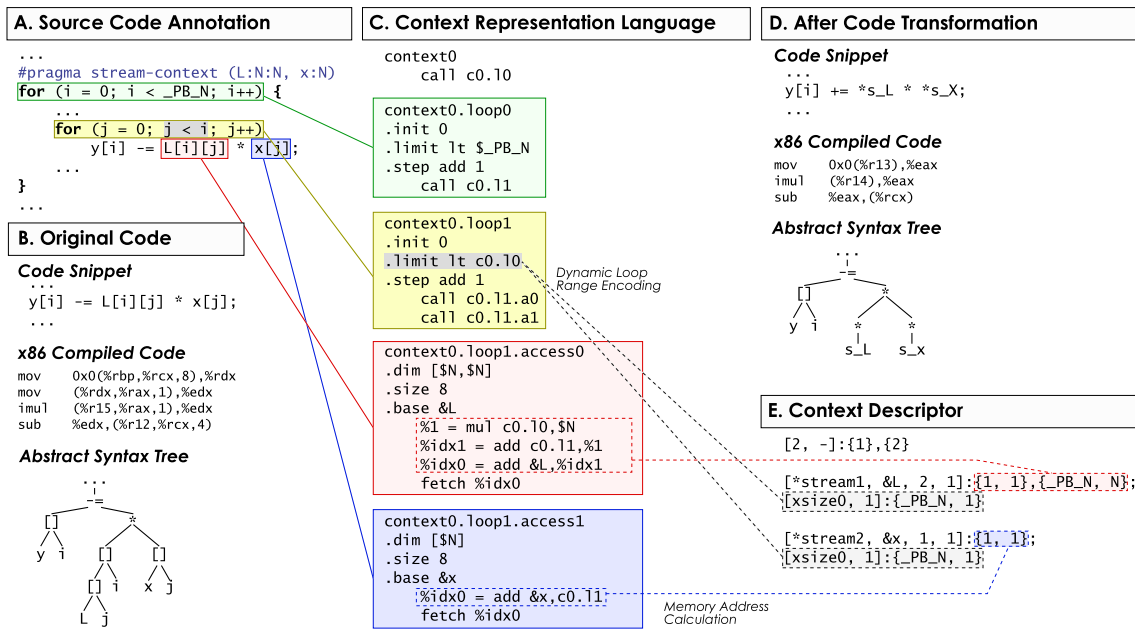 A. Source Code Annotation
...
#pragma stream-context (L:N:N, x:N)
for (i = 0; i < _PB_N; i++) {
...
for (j = 0; j < i; j++)
y[i] -= L[i][j] * x[j];
...
}
...
B. Original Code
Code Snippet
...
y[i] -= L[i][j] * x[j];
...
x86 Compiled Code
mov 0x0(%rbp,%rcx,8),%rdx
mov (%rdx,%rax,1),%edx
imul (%r15,%rax,1),%edx
sub %edx,(%r12,%rcx,4)
Abstract Syntax Tree
...
-=
[] *
y i [] []
[] i x j
L j
C. Context Representation Language
context0
call c0.l0
context0.loop0
.init 0
.limit lt $_PB_N
.step add 1
call c0.l1
context0.loop1
.init 0
.limit lt c0.l0
.step add 1
call c0.l1.a0
call c0.l1.a1
context0.loop1.access0
.dim [$N,$N]
.size 8
.base &L
%1 = mul c0.l0,$N
%idx1 = add c0.l1,%1
%idx0 = add &L,%idx1
fetch %idx0
context0.loop1.access1
.dim [$N]
.size 8
.base &x
%idx0 = add &x,c0.l1
fetch %idx0
Dynamic Loop
Range Encoding
Memory Address
Calculation
D. After Code Transformation
Code Snippet
...
y[i] += *s_L * *s_X;
...
x86 Compiled Code
mov 0x0(%r13),%eax
imul (%r14),%eax
sub %eax,(%rcx)
Abstract Syntax Tree
...
-=
[] *
y i * *
s_L s_x
E. Context Descriptor
[2, -]:{1},{2}
[*stream1, &L, 2, 1]:{1, 1},{_PB_N, N};
[xsize0, 1]:{_PB_N, 1}
[*stream2, &x, 1, 1]:{1, 1};
[xsize0, 1]:{_PB_N, 1}